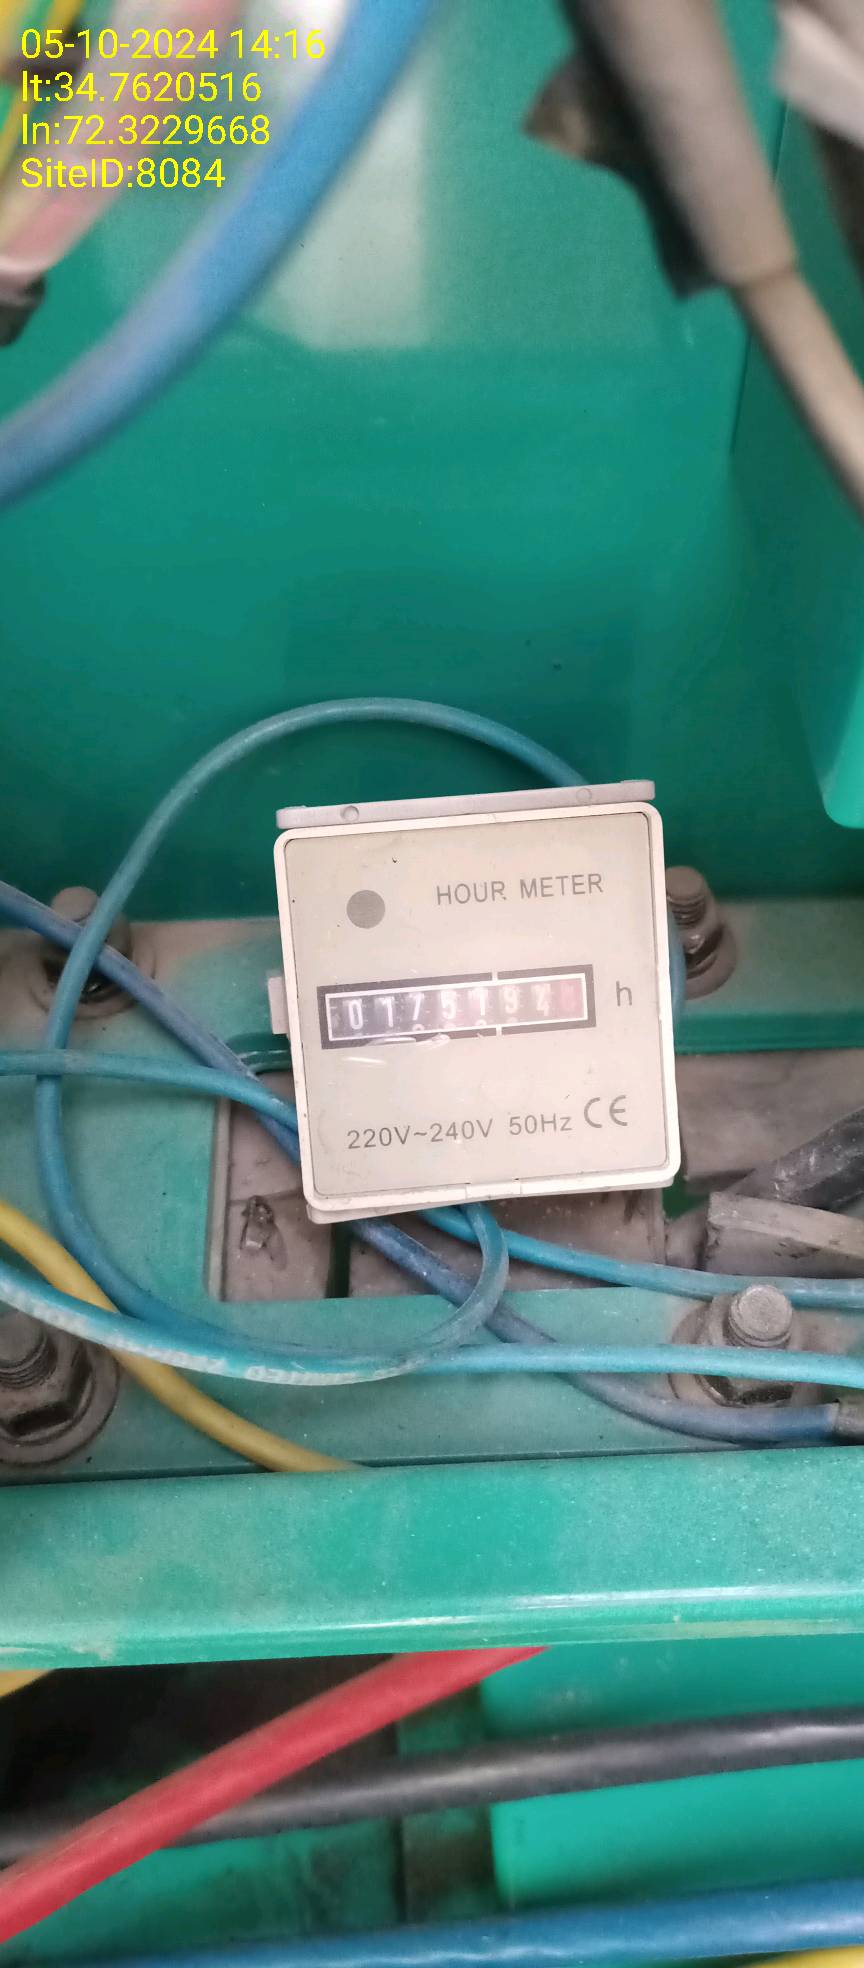 05-10-2024 14:16
lt:34.7620516
ln:72.3229668
SiteID:8084
HOUR METER
017519 h
220V~240V 50Hz CE